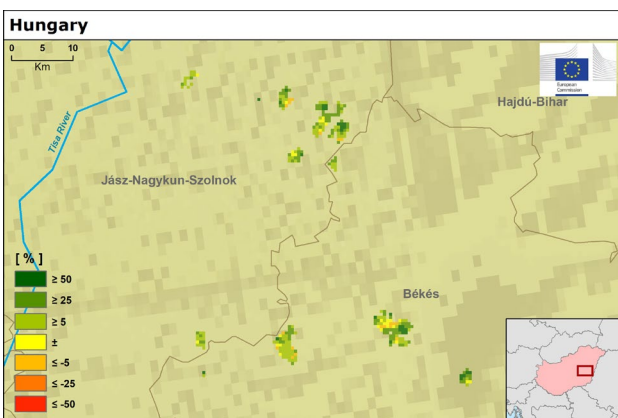 Hungary
0 5 10
Km
European
Commission
Hajdú-Bihar
Tisa River
Jász-Nagykun-Szolnok
[ % ]
≥ 50
≥ 25
≥ 5
±
≤ -5
≤ -25
≤ -50
Békés